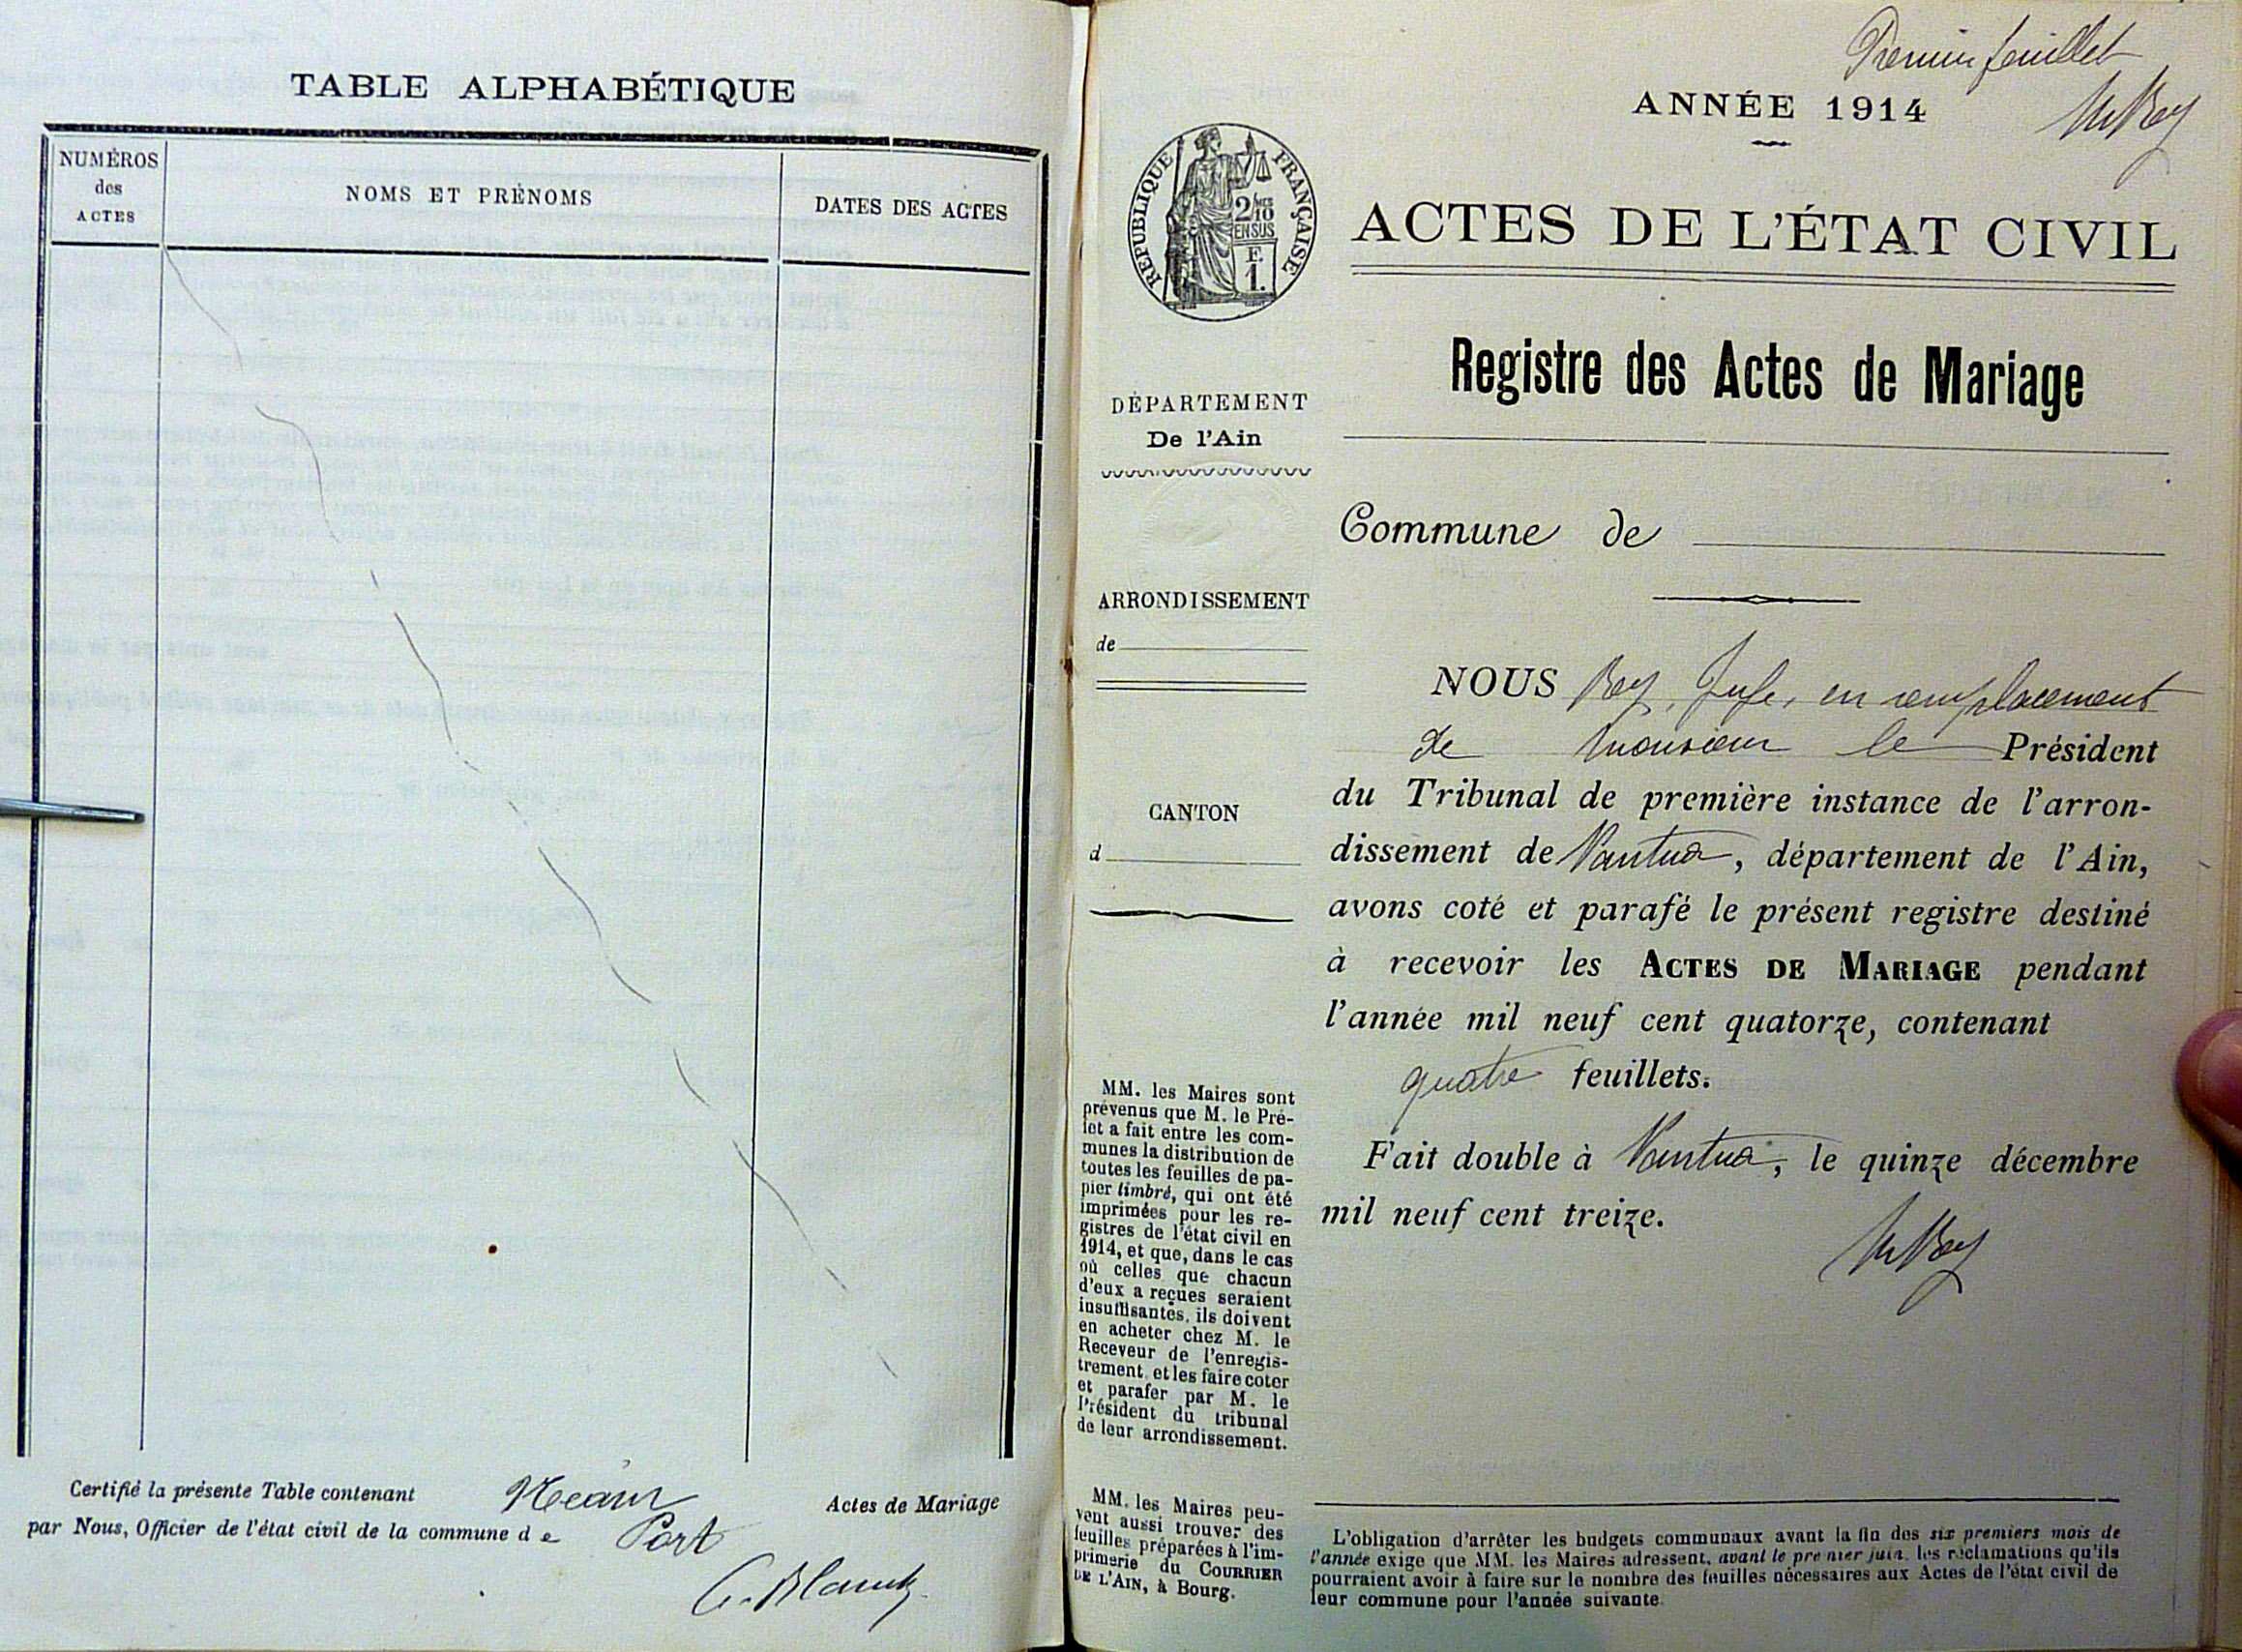 TABLE ALPHABÉTIQUE
NUMÉROS
des
ACTES
NOMS ET PRÉNOMS
DATES DES ACTES
Certifié la présente Table contenant Néant Actes de Mariage
par Nous, Officier de l'état civil de la commune de Port
Premier feuillet
ANNÉE 1914
RÉPUBLIQUE FRANÇAISE
2/10
EN SUS
F.
1.
ACTES DE L'ÉTAT CIVIL
Registre des Actes de Mariage
DÉPARTEMENT
De l'Ain
Commune de
ARRONDISSEMENT
de
CANTON
d
NOUS Rey, Juge, en remplacement
de Monsieur le Président
du Tribunal de première instance de l'arron-
dissement de Nantua, département de l'Ain,
avons coté et parafé le présent registre destiné
à recevoir les ACTES DE MARIAGE pendant
l'année mil neuf cent quatorze, contenant
quatre feuillets.
Fait double à Nantua, le quinze décembre
mil neuf cent treize.
MM. les Maires sont
prévenus que M. le Pré-
fet a fait entre les com-
munes la distribution de
toutes les feuilles de pa-
pier timbré, qui ont été
imprimées pour les re-
gistres de l'état civil en
1914, et que, dans le cas
où celles que chacun
d'eux a reçues seraient
insuffisantes, ils doivent
en acheter chez M. le
Receveur de l'enregis-
trement, et les faire coter
et parafer par M. le
Président du tribunal
de leur arrondissement.
MM. les Maires peu-
vent aussi trouver des
feuilles préparées à l'im-
primerie du COURRIER
DE L'AIN, à Bourg.
L'obligation d'arrêter les budgets communaux avant la fin des six premiers mois de
l'année exige que MM. les Maires adressent, avant le premier juin, les réclamations qu'ils
pourraient avoir à faire sur le nombre des feuilles nécessaires aux Actes de l'état civil de
leur commune pour l'année suivante.